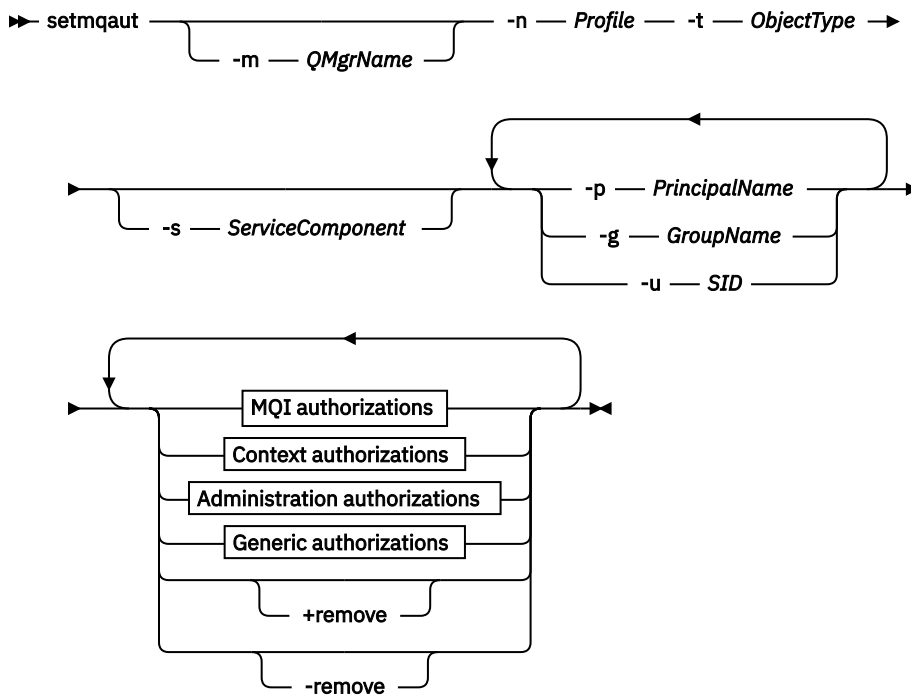 setmqaut -n Profile -t ObjectType
-m QMgrName
-p PrincipalName
-s ServiceComponent
-g GroupName
-u SID
MQI authorizations
Context authorizations
Administration authorizations
Generic authorizations
+remove
-remove